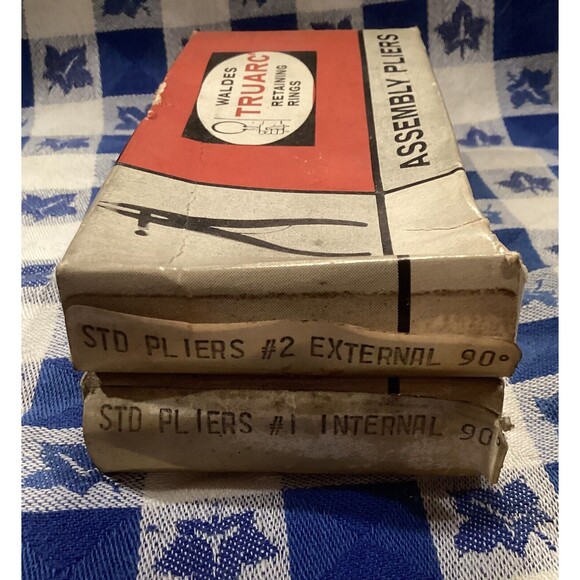 WALDES
TRUARC
RETAINING
RINGS
ASSEMBLY PLIERS
STD PLIERS #2 EXTERNAL 90°
STD PLIERS #1 INTERNAL 90°